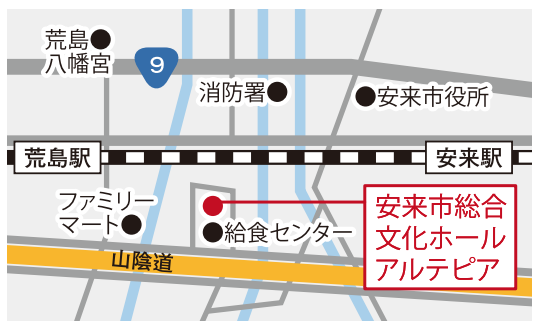 荒島
八幡宮
9
消防署
安来市役所
荒島駅
安来駅
ファミリー
マート
給食センター
安来市総合
文化ホール
アルテピア
山陰道